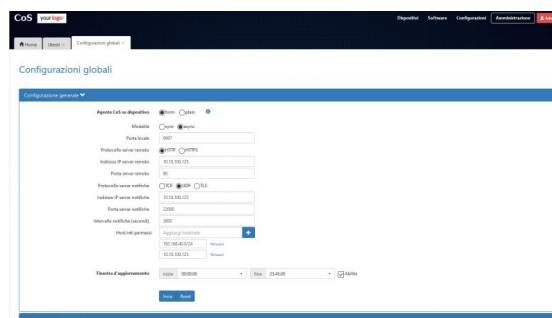 CoS your logo Dispositivi Software Configurazioni Amministrazione
Home Utenti Configurazioni globali
Configurazioni globali
Configurazione generale
Agente CoS su dispositivo form plain
Modalità sync async
Porta locale 9997
Protocollo server remoto HTTP HTTPS
Indirizzo IP server remoto 10.10.100.123
Porta server remoto 80
Protocollo server notifiche TCP UDP TLS
Indirizzo IP server notifiche 10.10.100.123
Porta server notifiche 22000
Intervallo notifiche (secondi) 3600
Host/reti permessi Aggiungi host/rete +
192.168.40.0/24 Rimuovi
10.10.100.123 Rimuovi
Finestra d'aggiornamento Inizio 00:00:00 Fine 23:45:00 Abilita
Invia Reset